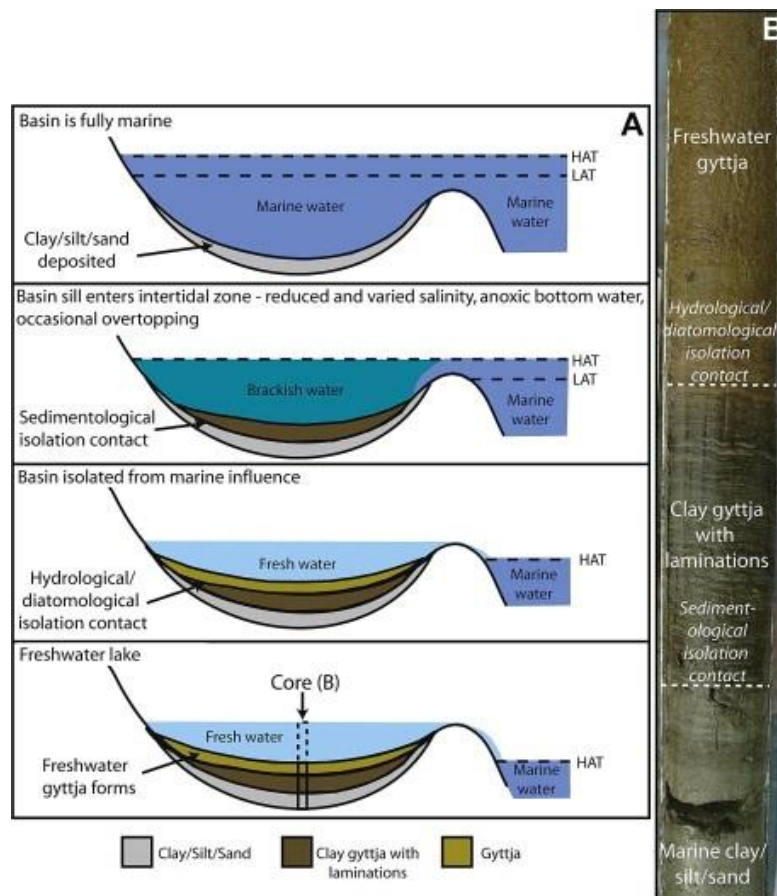 A
Basin is fully marine
HAT
LAT
Marine water
Marine
water
Clay/silt/sand
deposited
Basin sill enters intertidal zone - reduced and varied salinity, anoxic bottom water,
occasional overtopping
HAT
LAT
Brackish water
Marine
water
Sedimentological
isolation contact
Basin isolated from marine influence
Fresh water
HAT
Marine
water
Hydrological/
diatomological
isolation contact
Freshwater lake
Core (B)
Fresh water
HAT
Marine
water
Freshwater
gyttja forms
Clay/Silt/Sand
Clay gyttja with
laminations
Gyttja
B
Freshwater
gyttja
Hydrological/
diatomological
isolation
contact
Clay gyttja
with
laminations
Sediment-
ological
isolation
contact
Marine clay/
silt/sand